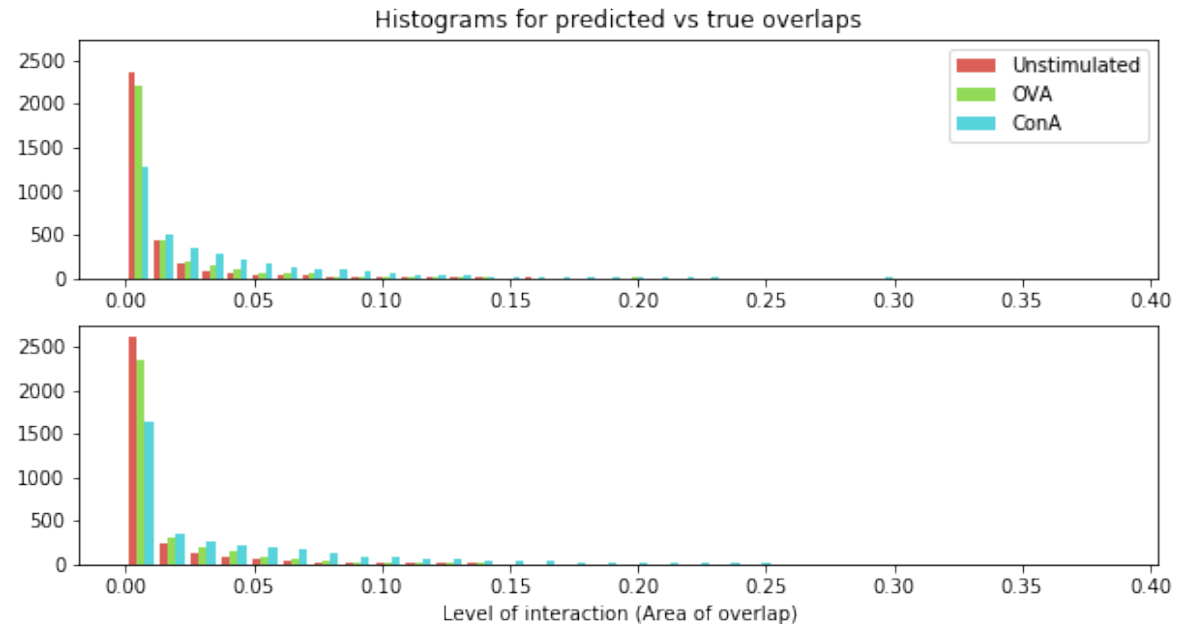 Histograms for predicted vs true overlaps
2500
2000
1500
1000
500
0
Unstimulated
OVA
ConA
0.00 0.05 0.10 0.15 0.20 0.25 0.30 0.35 0.40
2500
2000
1500
1000
500
0
0.00 0.05 0.10 0.15 0.20 0.25 0.30 0.35 0.40
Level of interaction (Area of overlap)